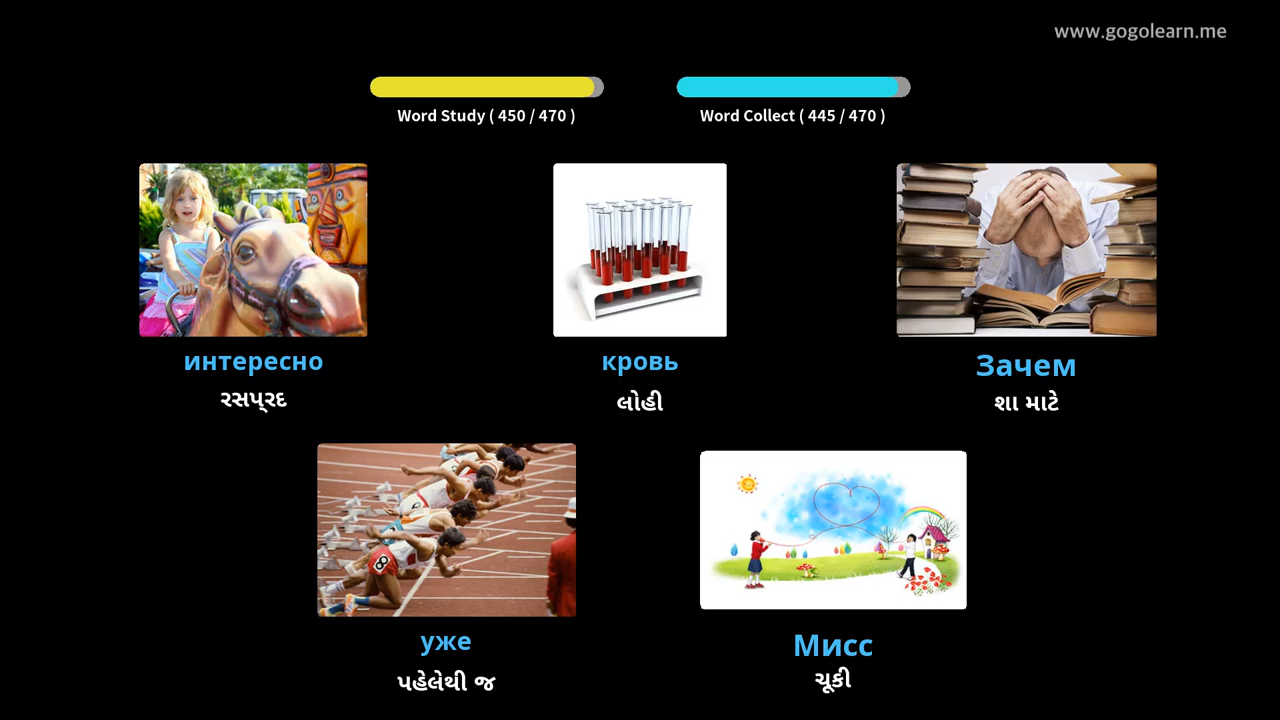 www.gogolearn.me
Word Study ( 450 / 470 )
Word Collect ( 445 / 470 )
интересно
રસપ્રદ
кровь
લોહી
Зачем
શા માટે
уже
પહેલેથી જ
Мисс
ચૂકી